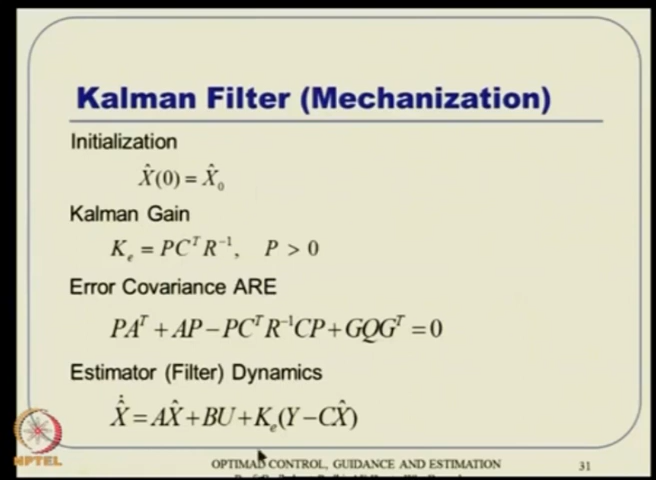 Kalman Filter (Mechanization)
Initialization
X̂(0) = X̂₀
Kalman Gain
Kₑ = PCᵀR⁻¹, P > 0
Error Covariance ARE
PAᵀ + AP − PCᵀR⁻¹CP + GQGᵀ = 0
Estimator (Filter) Dynamics
X̂̇ = AX̂ + BU + Kₑ(Y − CX̂)
NPTEL
OPTIMAL CONTROL, GUIDANCE AND ESTIMATION
31